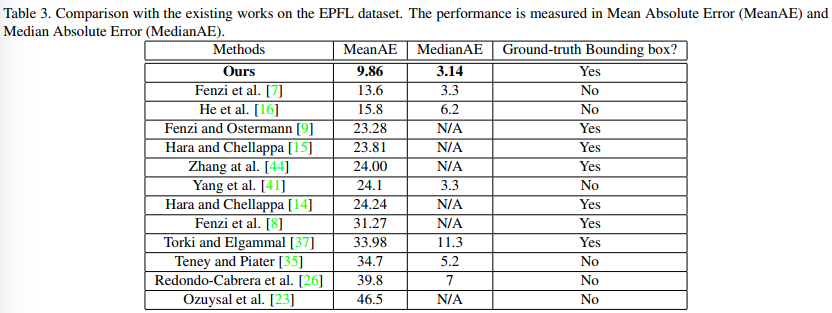 Table 3. Comparison with the existing works on the EPFL dataset. The performance is measured in Mean Absolute Error (MeanAE) and
Median Absolute Error (MedianAE).
Methods MeanAE MedianAE Ground-truth Bounding box?
Ours 9.86 3.14 Yes
Fenzi et al. [7] 13.6 3.3 No
He et al. [16] 15.8 6.2 No
Fenzi and Ostermann [9] 23.28 N/A Yes
Hara and Chellappa [15] 23.81 N/A Yes
Zhang at al. [44] 24.00 N/A Yes
Yang et al. [41] 24.1 3.3 No
Hara and Chellappa [14] 24.24 N/A Yes
Fenzi et al. [8] 31.27 N/A Yes
Torki and Elgammal [37] 33.98 11.3 Yes
Teney and Piater [35] 34.7 5.2 No
Redondo-Cabrera et al. [26] 39.8 7 No
Ozuysal et al. [23] 46.5 N/A No